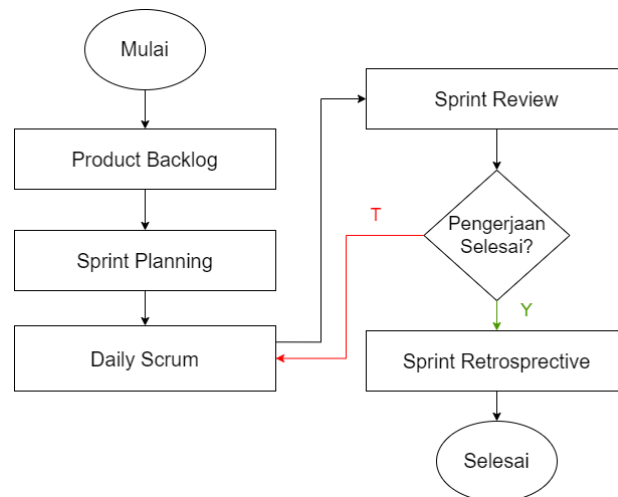 Mulai
Product Backlog
Sprint Planning
Daily Scrum
Sprint Review
Pengerjaan
Selesai?
T
Y
Sprint Retrosprective
Selesai